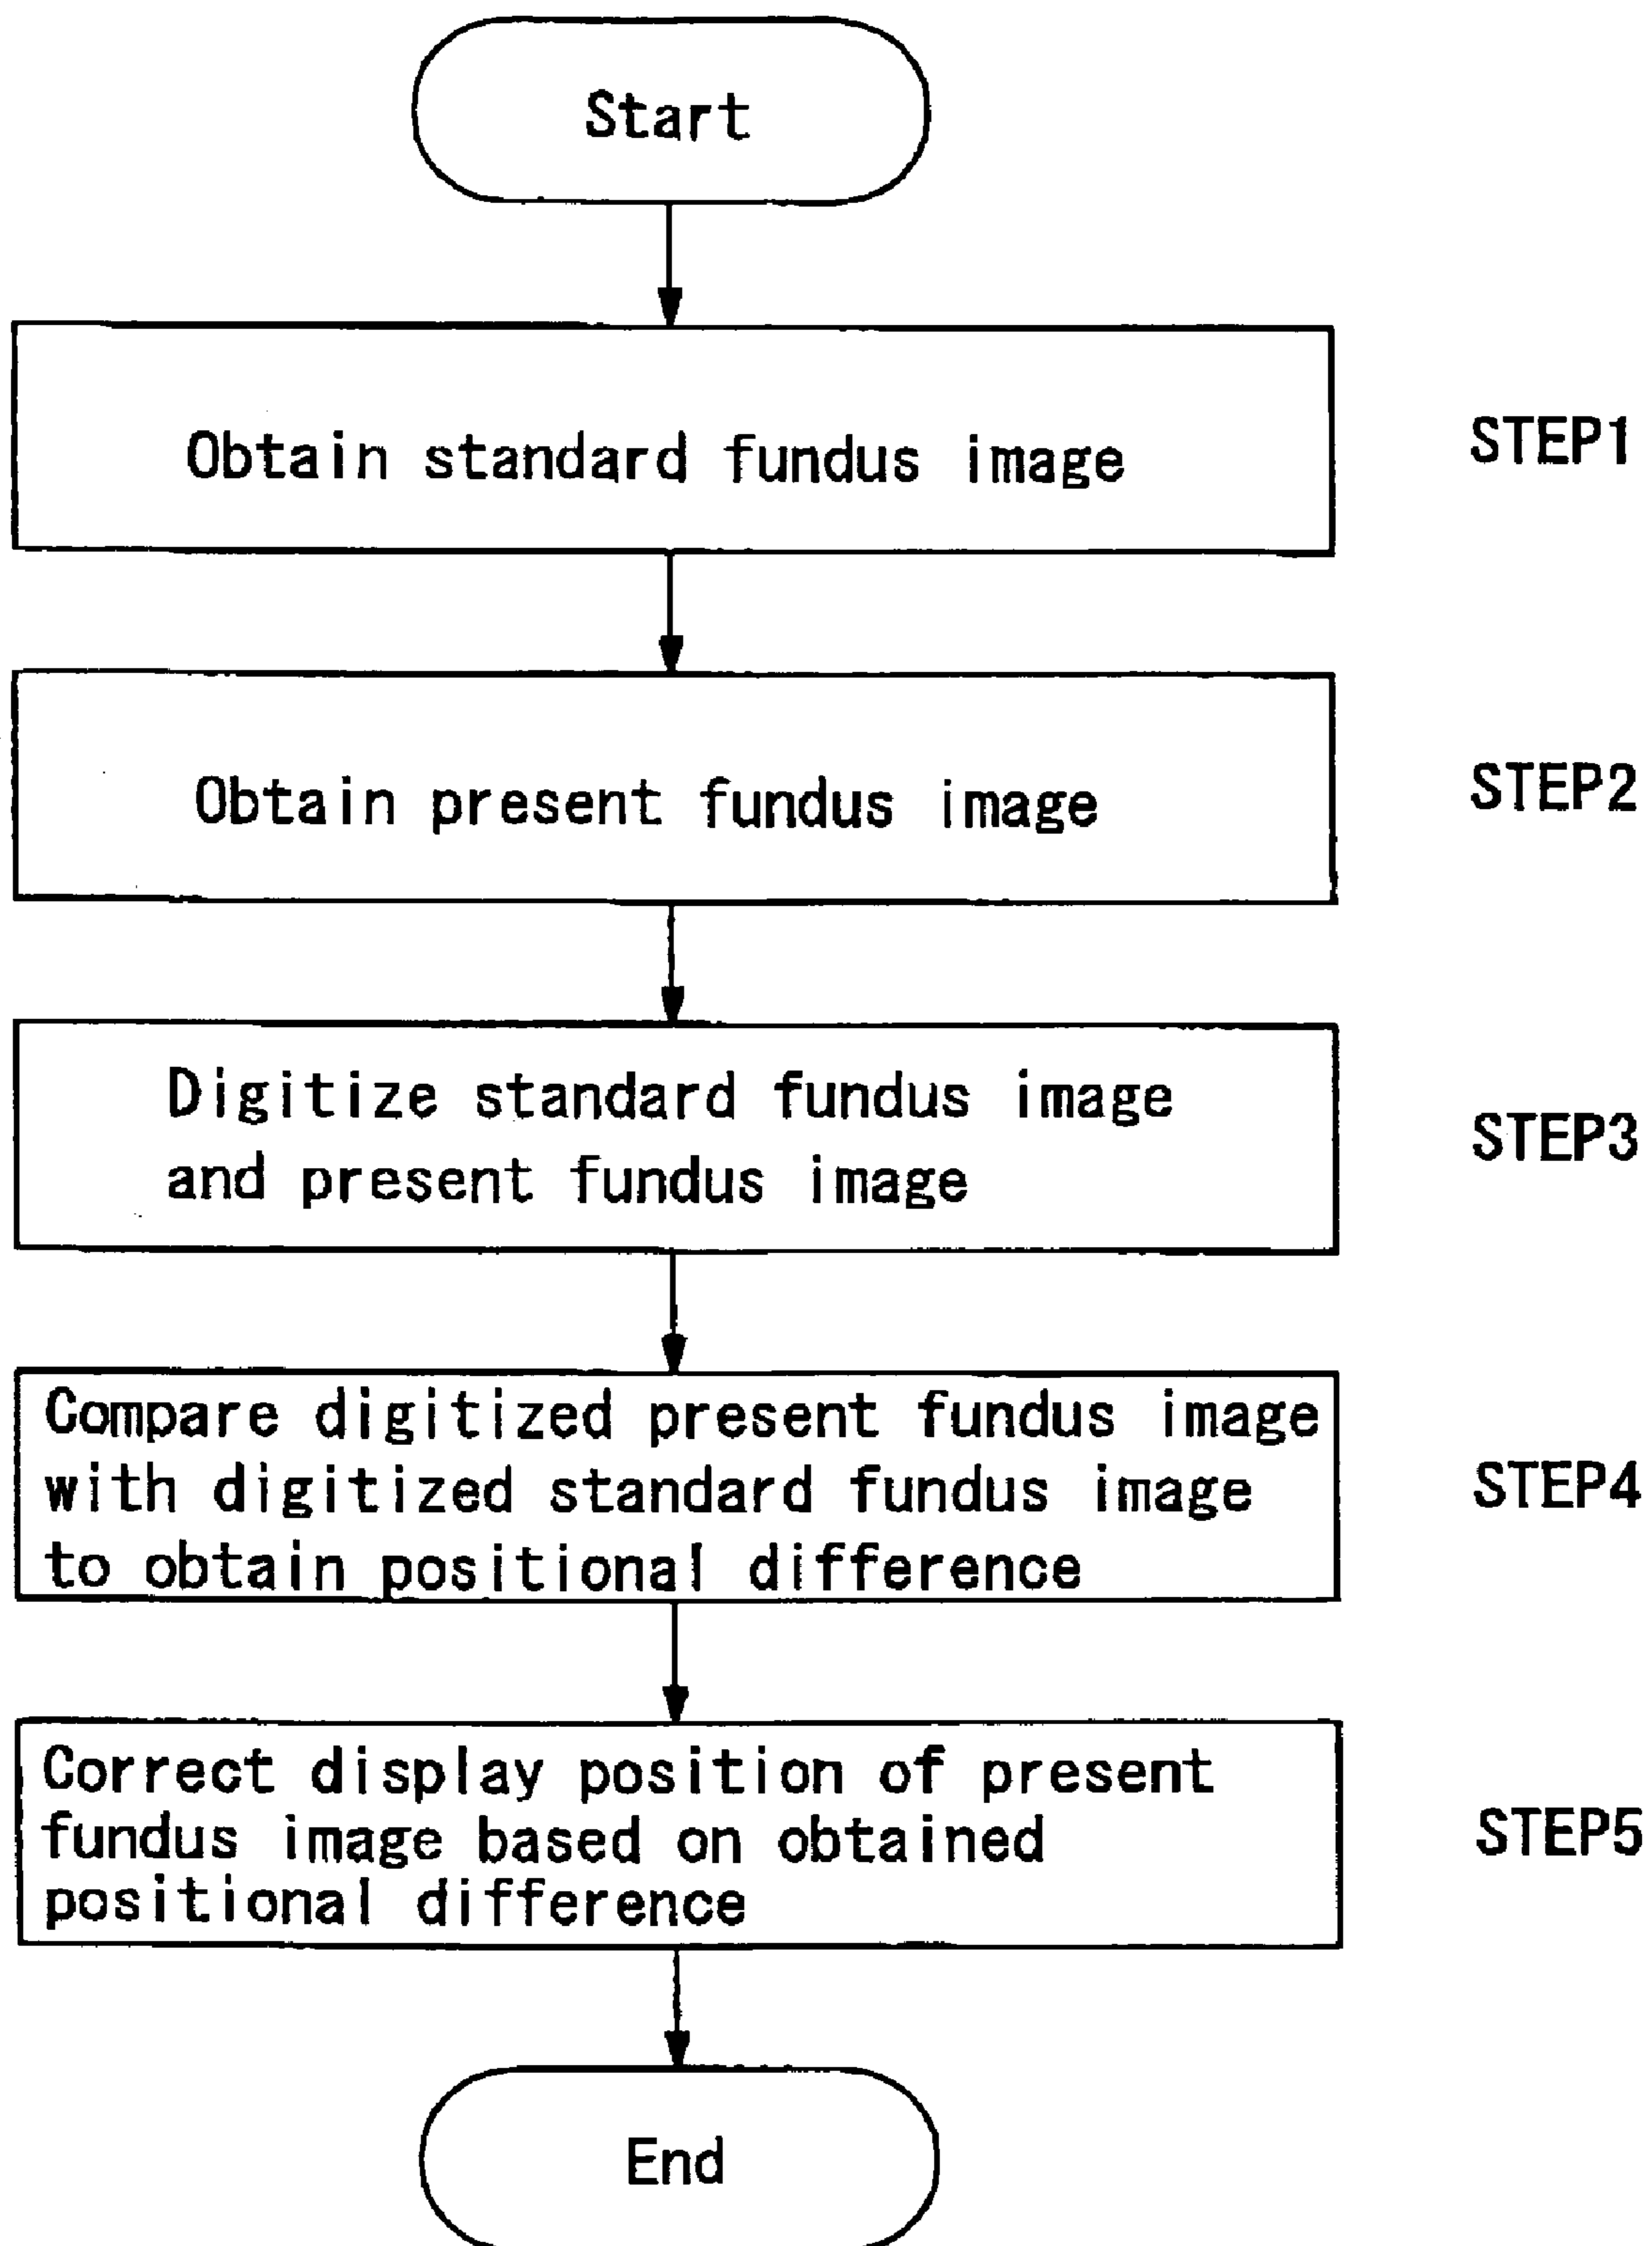 Start
Obtain standard fundus image
STEP1
Obtain present fundus image
STEP2
Digitize standard fundus image
and present fundus image
STEP3
Compare digitized present fundus image
with digitized standard fundus image
to obtain positional difference
STEP4
Correct display position of present
fundus image based on obtained
positional difference
STEP5
End